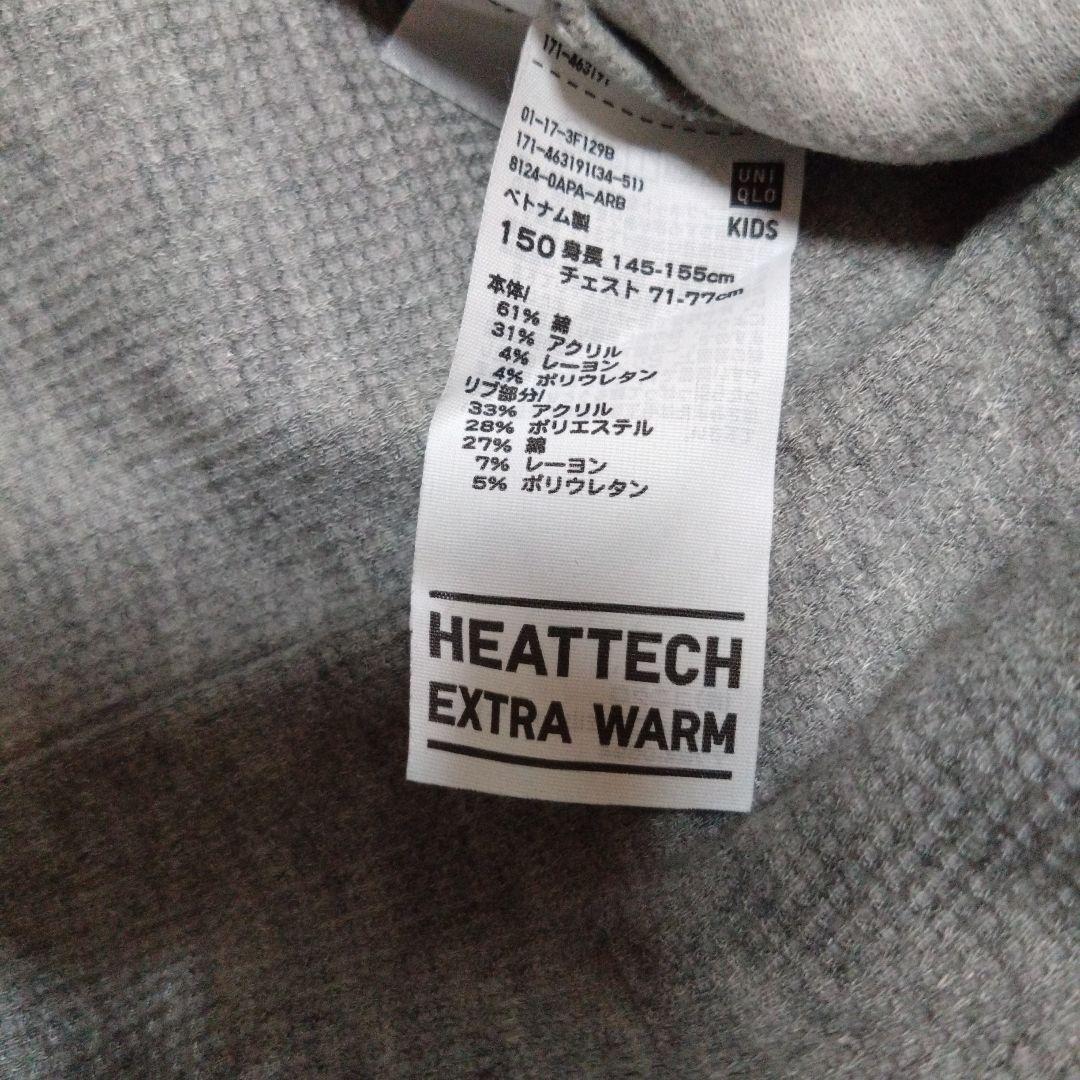 01-17-3F129B
171-463191(34-51)
8124-0APA-ARB
ベトナム製
UNI
QLO
KIDS
150 身長 145-155cm
チェスト 71-77cm
本体/
61% 綿
31% アクリル
4% レーヨン
4% ポリウレタン
リブ部分/
33% アクリル
28% ポリエステル
27% 綿
7% レーヨン
5% ポリウレタン
HEATTECH
EXTRA WARM